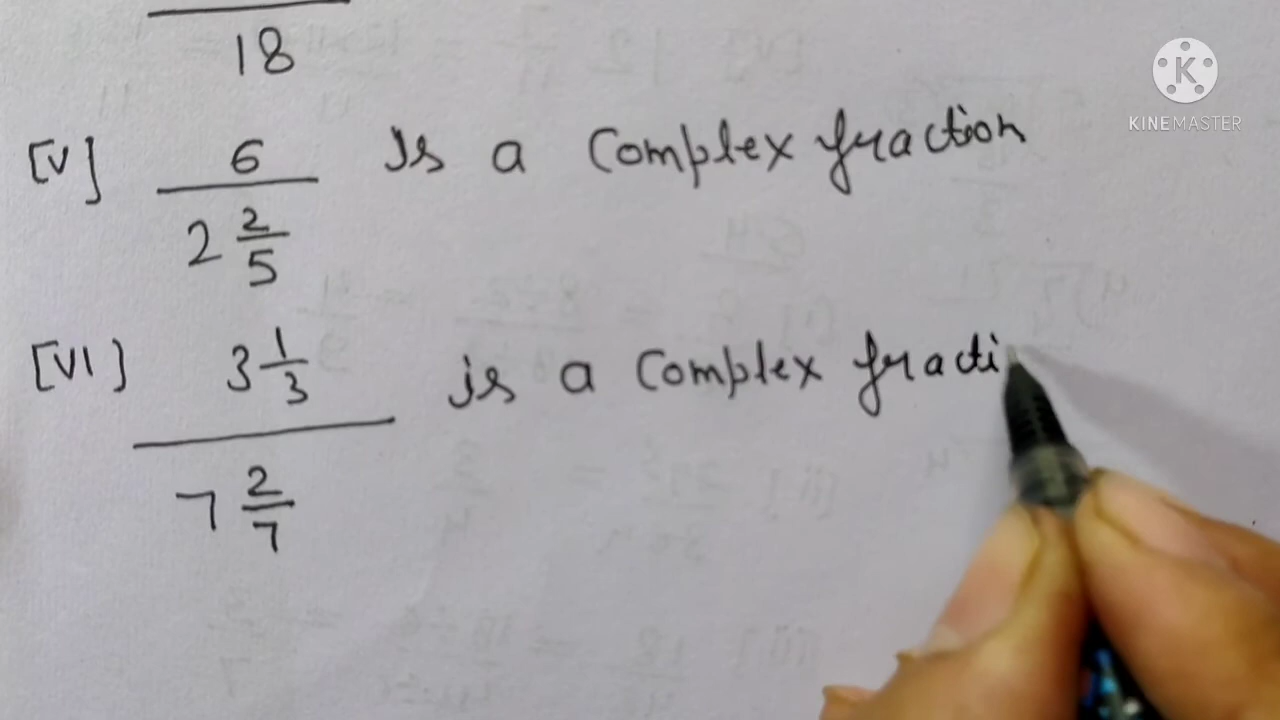 18
[V] 6 / 2 2/5 Is a Complex fraction
[VI] 3 1/3 / 7 2/7 is a Complex fracti
K
KINEMASTER